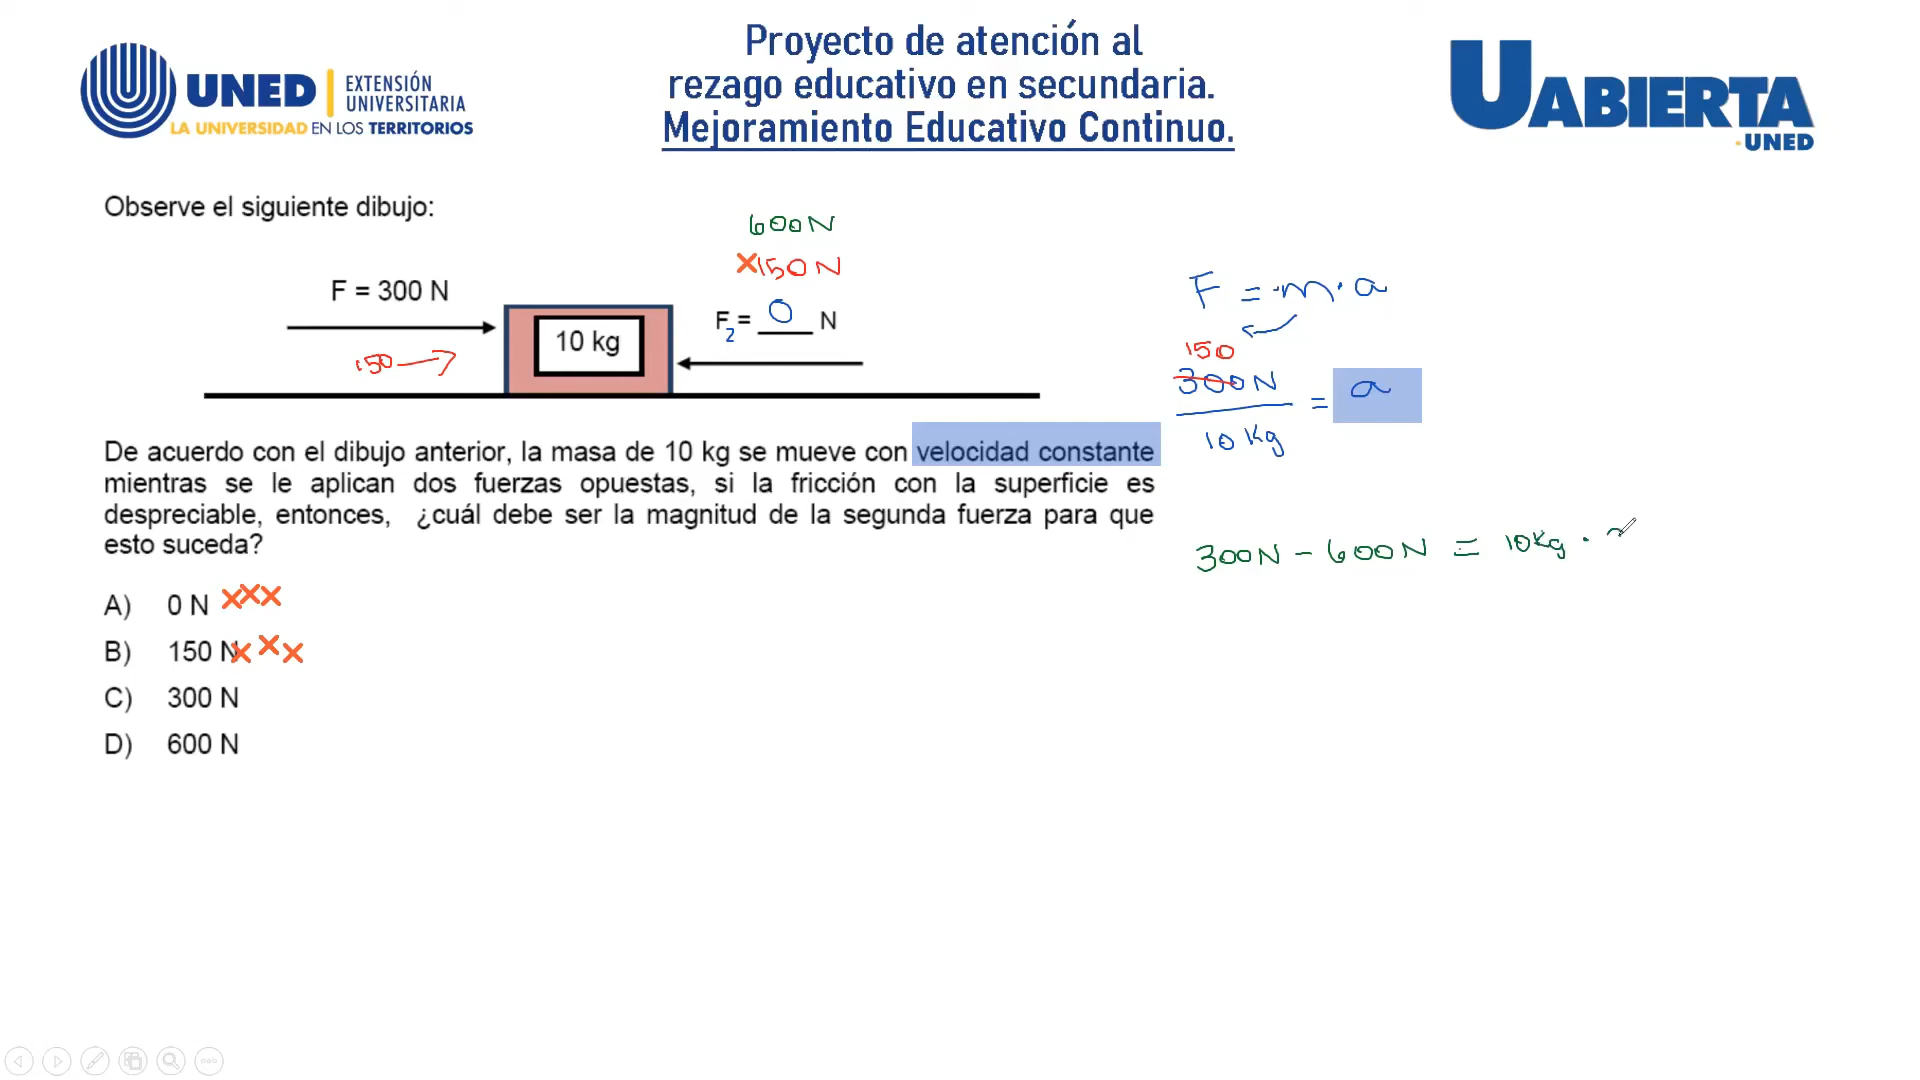 UNED EXTENSIÓN UNIVERSITARIA
LA UNIVERSIDAD EN LOS TERRITORIOS
Proyecto de atención al
rezago educativo en secundaria.
Mejoramiento Educativo Continuo.
UABIERTA
UNED
Observe el siguiente dibujo:
600N
150N
F = 300 N
10 kg
F2 = 0 N
150
F = m·a
150
300N
10 kg
= a
De acuerdo con el dibujo anterior, la masa de 10 kg se mueve con velocidad constante
mientras se le aplican dos fuerzas opuestas, si la fricción con la superficie es
despreciable, entonces, ¿cuál debe ser la magnitud de la segunda fuerza para que
esto suceda?
300N - 600N = 10kg ·
A) 0 N
B) 150 N
C) 300 N
D) 600 N